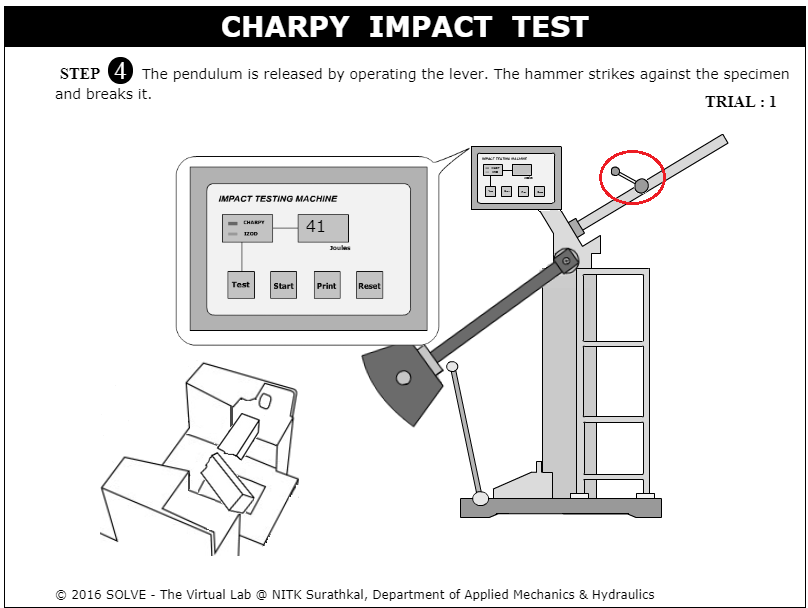 CHARPY IMPACT TEST
STEP 4 The pendulum is released by operating the lever. The hammer strikes against the specimen
and breaks it.
TRIAL : 1
IMPACT TESTING MACHINE
CHARPY
IZOD
41
Joules
Test Start Print Reset
IMPACT TESTING MACHINE
© 2016 SOLVE - The Virtual Lab @ NITK Surathkal, Department of Applied Mechanics & Hydraulics